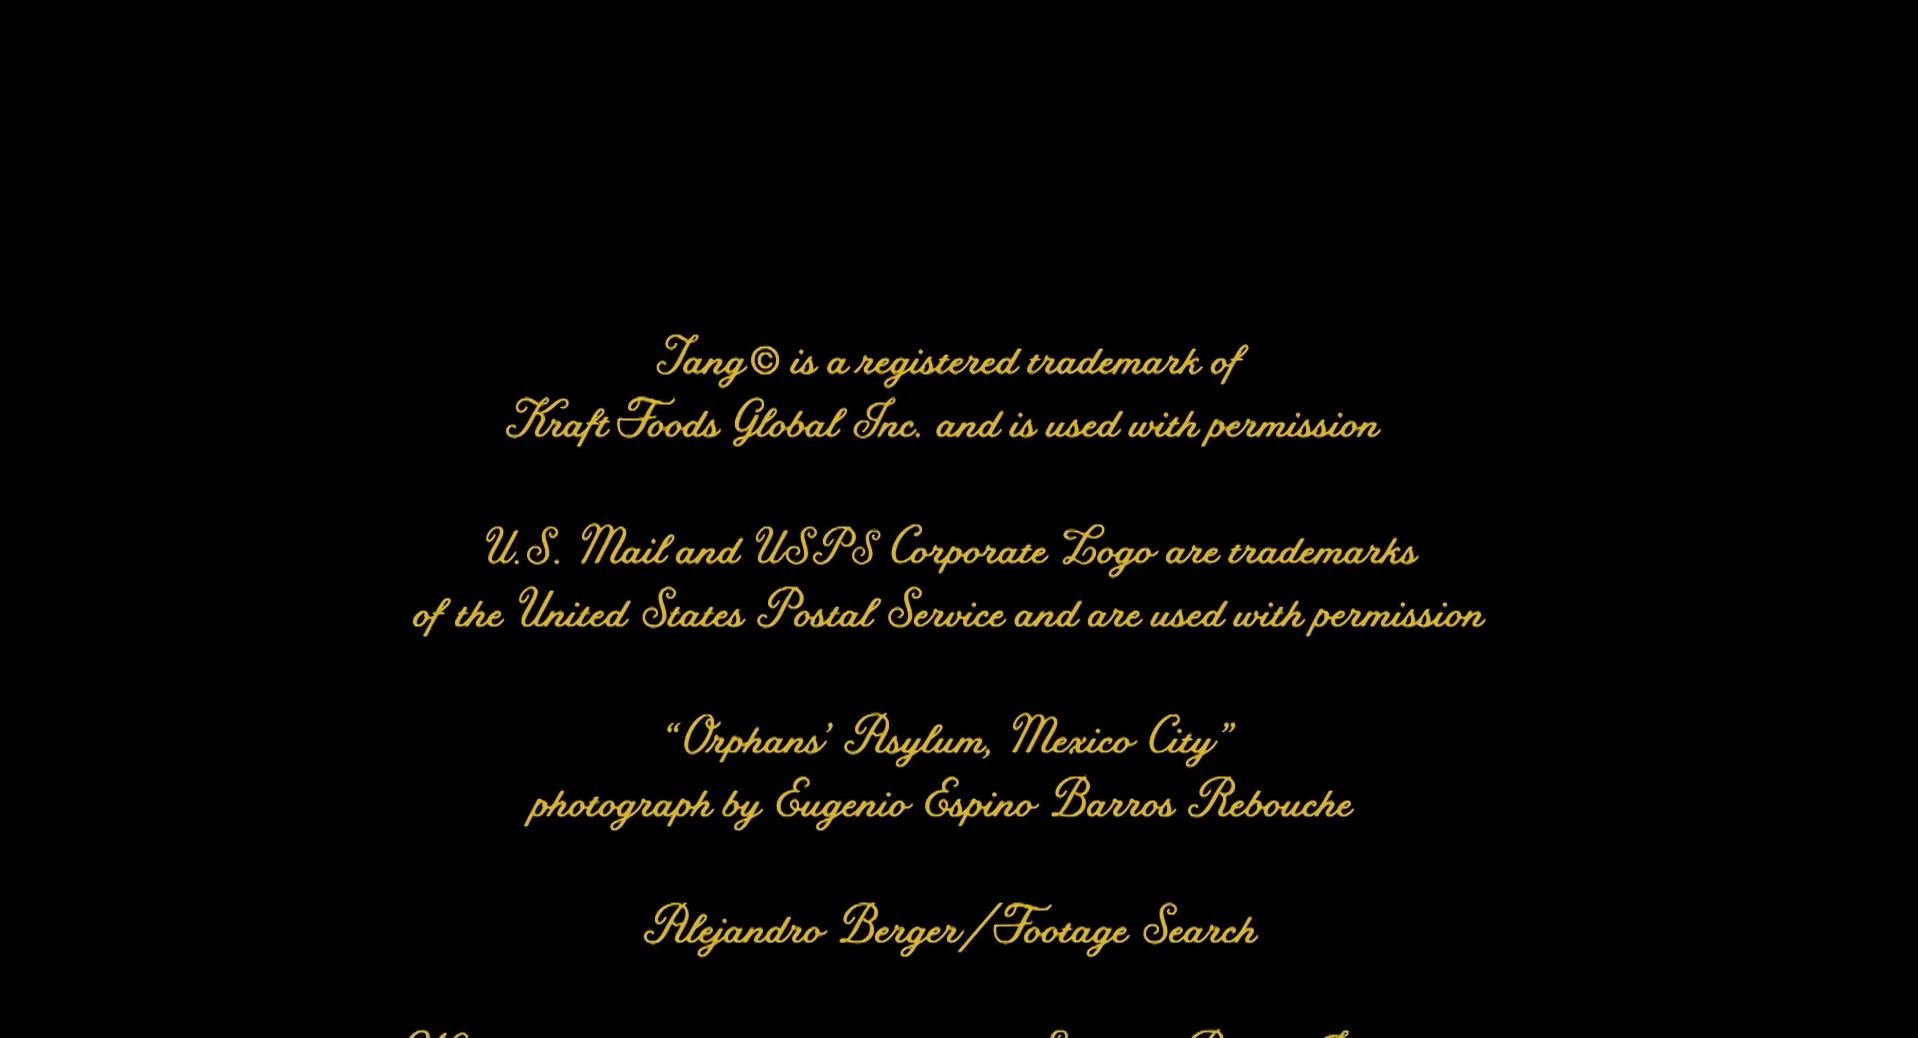 Tang© is a registered trademark of
Kraft Foods Global Inc. and is used with permission
U.S. Mail and USPS Corporate Logo are trademarks
of the United States Postal Service and are used with permission
“Orphans’ Asylum, Mexico City”
photograph by Eugenio Espino Barros Rebouche
Alejandro Berger/Footage Search